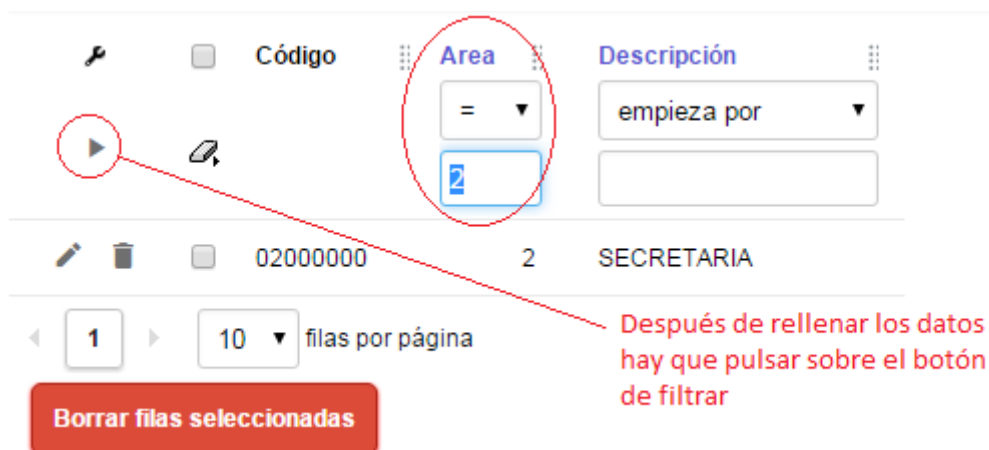 Código Area Descripción
= empieza por
2
02000000 2 SECRETARIA
1 10 filas por página
Después de rellenar los datos
hay que pulsar sobre el botón
de filtrar
Borrar filas seleccionadas